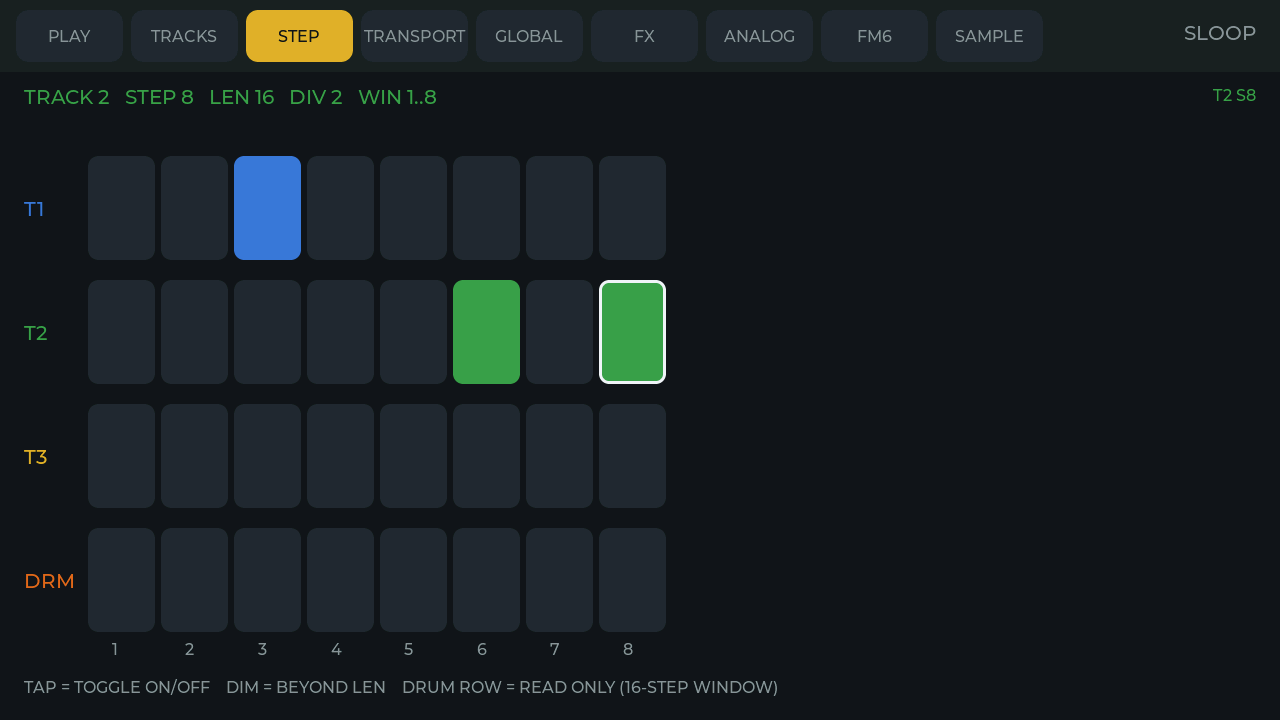 PLAY TRACKS STEP TRANSPORT GLOBAL FX ANALOG FM6 SAMPLE SLOOP
TRACK 2 STEP 8 LEN 16 DIV 2 WIN 1..8 T2 S8
T1
T2
T3
DRM
1 2 3 4 5 6 7 8
TAP = TOGGLE ON/OFF DIM = BEYOND LEN DRUM ROW = READ ONLY (16-STEP WINDOW)